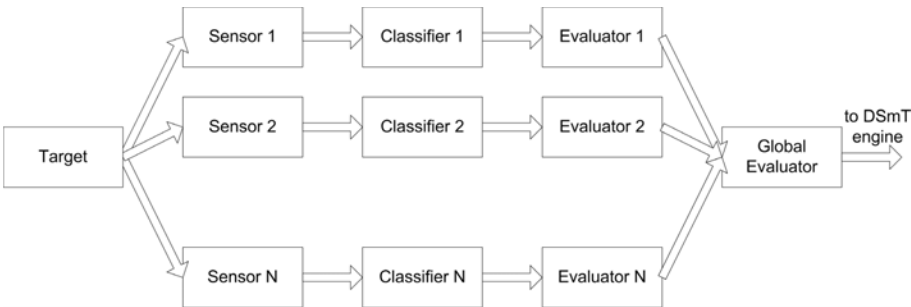 Sensor 1
Classifier 1
Evaluator 1
Sensor 2
Classifier 2
Evaluator 2
Target
Global
Evaluator
to DSmT
engine
Sensor N
Classifier N
Evaluator N